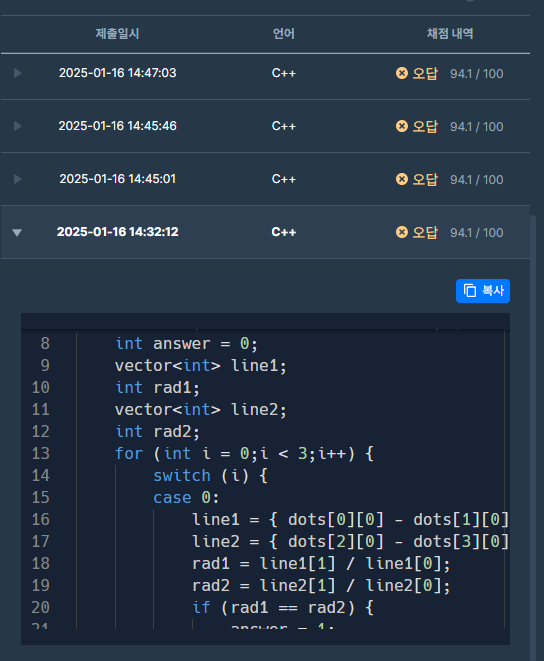 제출일시 언어 채점 내역
2025-01-16 14:47:03 C++ 오답 94.1 / 100
2025-01-16 14:45:46 C++ 오답 94.1 / 100
2025-01-16 14:45:01 C++ 오답 94.1 / 100
2025-01-16 14:32:12 C++ 오답 94.1 / 100
복사
8 int answer = 0;
9 vector<int> line1;
10 int rad1;
11 vector<int> line2;
12 int rad2;
13 for (int i = 0;i < 3;i++) {
14 switch (i) {
15 case 0:
16 line1 = { dots[0][0] - dots[1][0]
17 line2 = { dots[2][0] - dots[3][0]
18 rad1 = line1[1] / line1[0];
19 rad2 = line2[1] / line2[0];
20 if (rad1 == rad2) {
21 answer = 1;